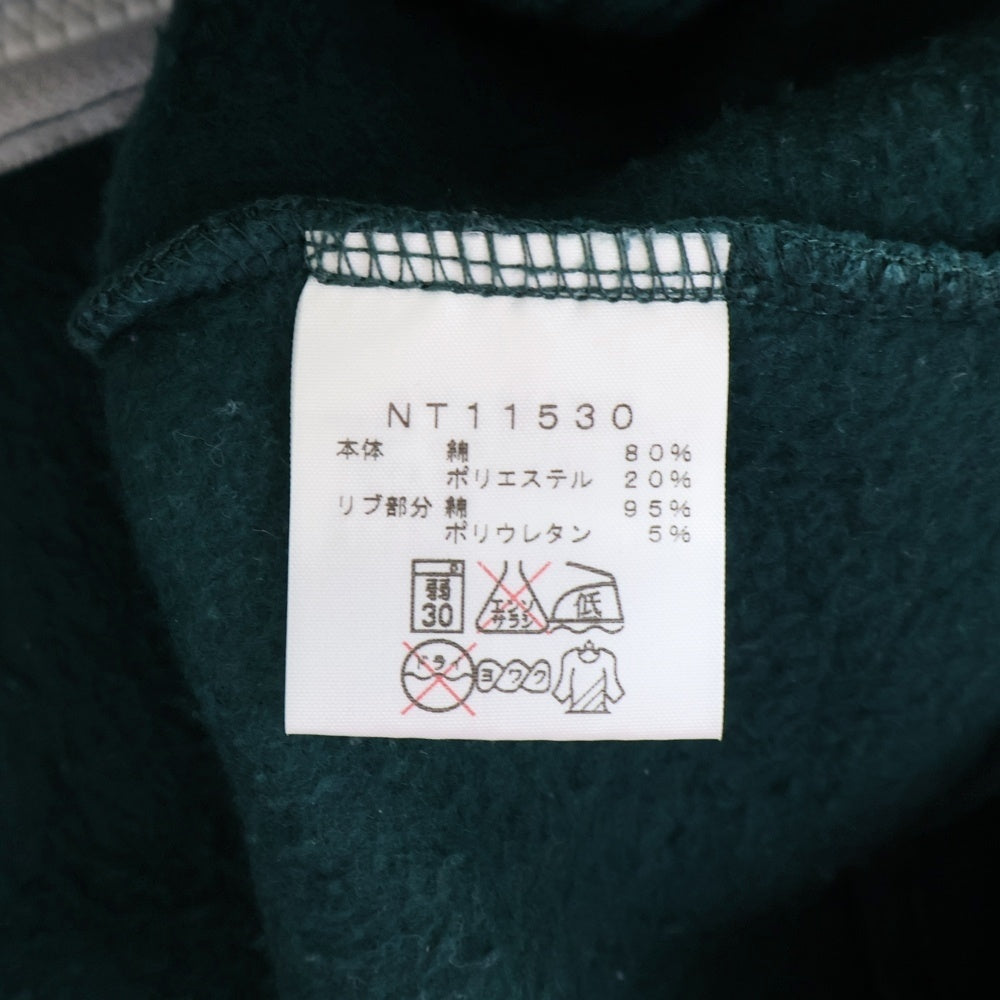 NT11530
本体 綿 80%
ポリエステル 20%
リブ部分 綿 95%
ポリウレタン 5%
弱 30
エンソ サラシ
低
ドライ
ヨワク